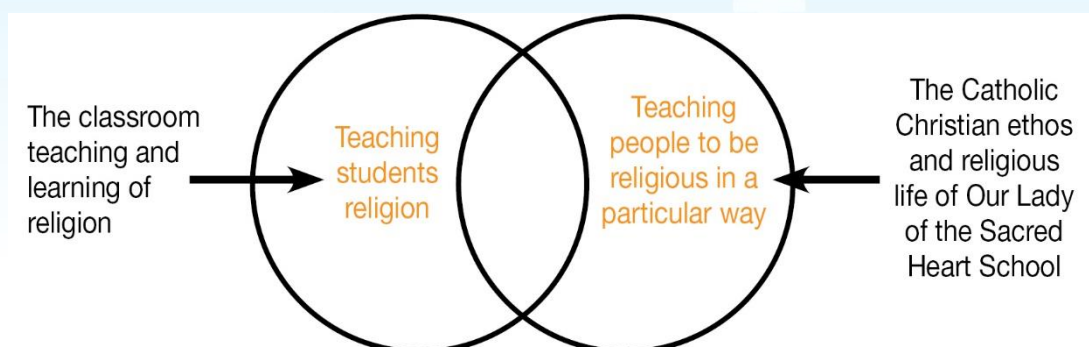 The classroom
teaching and
learning of
religion
Teaching
students
religion
Teaching
people to be
religious in a
particular way
The Catholic
Christian ethos
and religious
life of Our Lady
of the Sacred
Heart School